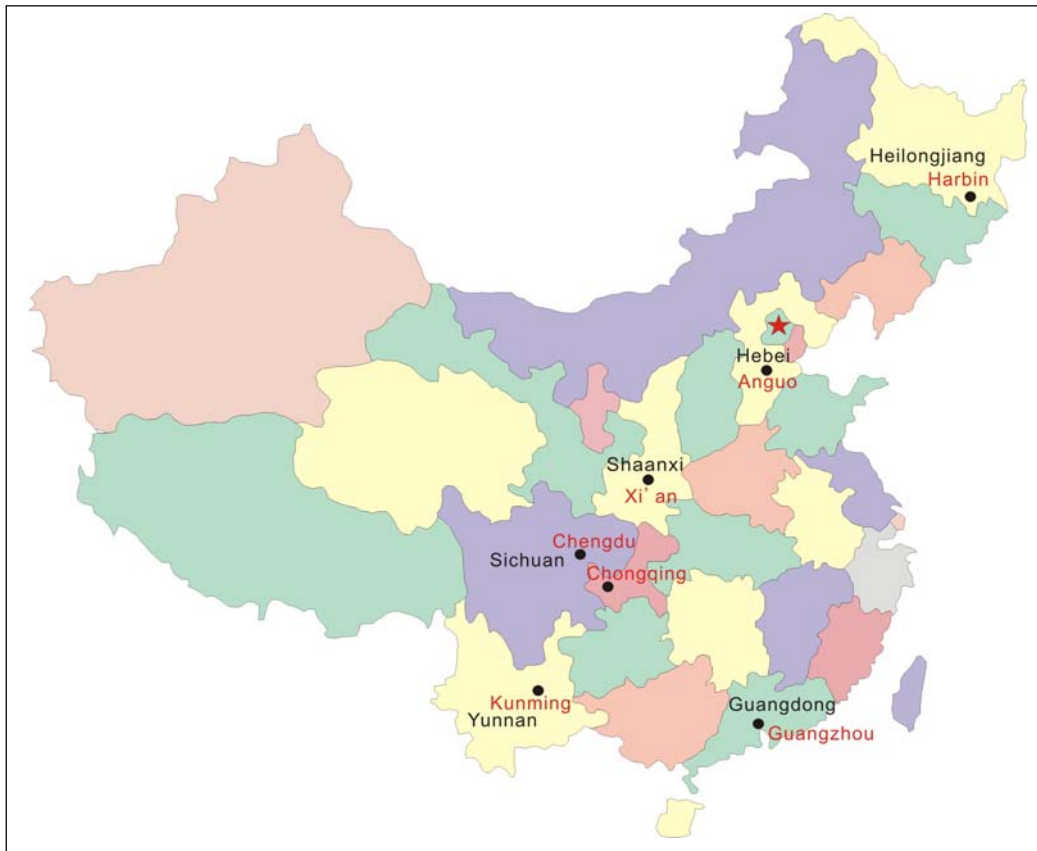 Heilongjiang
Harbin
Hebei
Anguo
Shaanxi
Xi' an
Chengdu
Sichuan
Chongqing
Kunming
Yunnan
Guangdong
Guangzhou